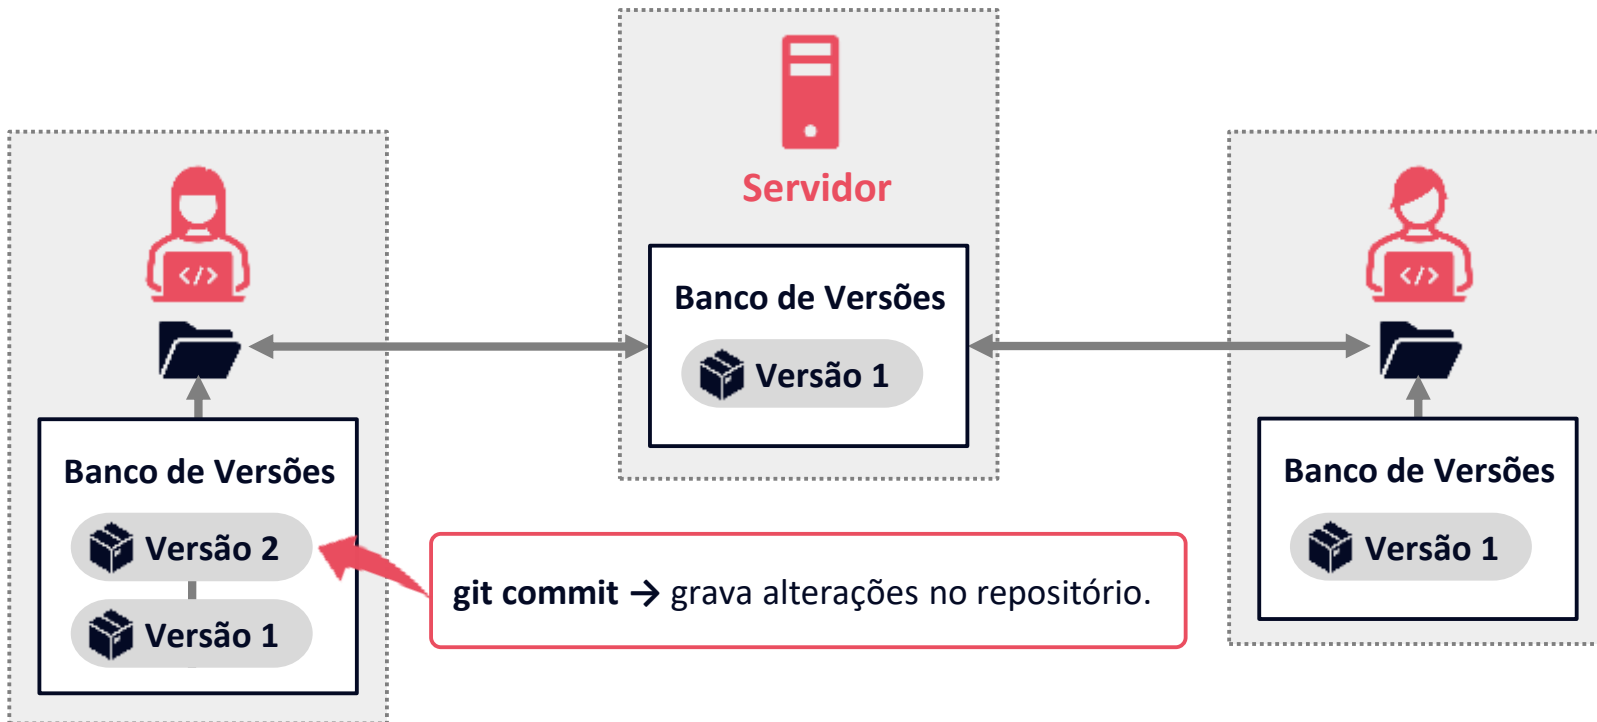 Servidor
Banco de Versões
Versão 1
</>
Banco de Versões
Versão 2
Versão 1
git commit → grava alterações no repositório.
</>
Banco de Versões
Versão 1